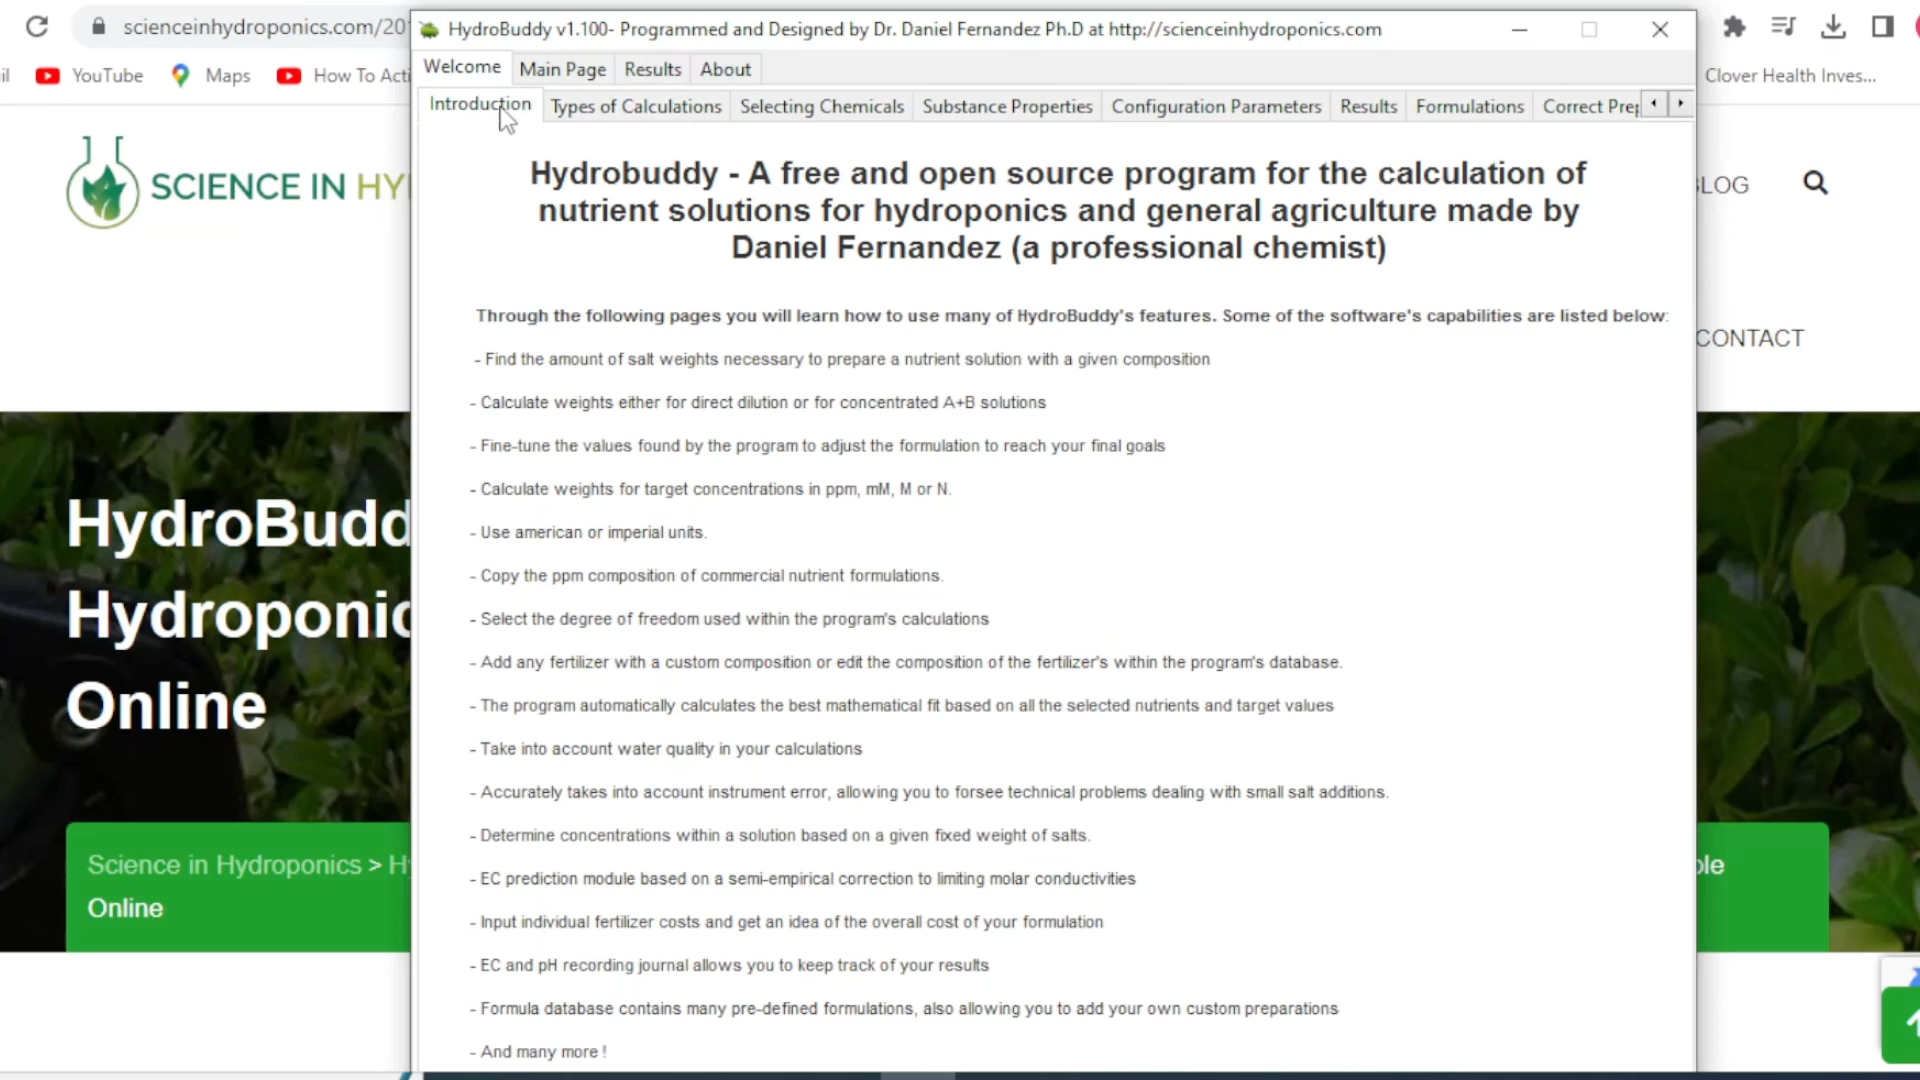 scienceinhydroponics.com/20
HydroBuddy v1.100- Programmed and Designed by Dr. Daniel Fernandez Ph.D at http://scienceinhydroponics.com
YouTube Maps How To Acti
Clover Health Inves...
Welcome Main Page Results About
Introduction Types of Calculations Selecting Chemicals Substance Properties Configuration Parameters Results Formulations Correct Prep
SCIENCE IN HY
BLOG
CONTACT
Hydrobuddy - A free and open source program for the calculation of
nutrient solutions for hydroponics and general agriculture made by
Daniel Fernandez (a professional chemist)
Through the following pages you will learn how to use many of HydroBuddy's features. Some of the software's capabilities are listed below:
- Find the amount of salt weights necessary to prepare a nutrient solution with a given composition
- Calculate weights either for direct dilution or for concentrated A+B solutions
- Fine-tune the values found by the program to adjust the formulation to reach your final goals
- Calculate weights for target concentrations in ppm, mM, M or N.
- Use american or imperial units.
- Copy the ppm composition of commercial nutrient formulations.
- Select the degree of freedom used within the program's calculations
- Add any fertilizer with a custom composition or edit the composition of the fertilizer's within the program's database.
- The program automatically calculates the best mathematical fit based on all the selected nutrients and target values
- Take into account water quality in your calculations
- Accurately takes into account instrument error, allowing you to forsee technical problems dealing with small salt additions.
- Determine concentrations within a solution based on a given fixed weight of salts.
- EC prediction module based on a semi-empirical correction to limiting molar conductivities
- Input individual fertilizer costs and get an idea of the overall cost of your formulation
- EC and pH recording journal allows you to keep track of your results
- Formula database contains many pre-defined formulations, also allowing you to add your own custom preparations
- And many more !
HydroBudd
Hydroponic
Online
Science in Hydroponics > Hy
Online
ble